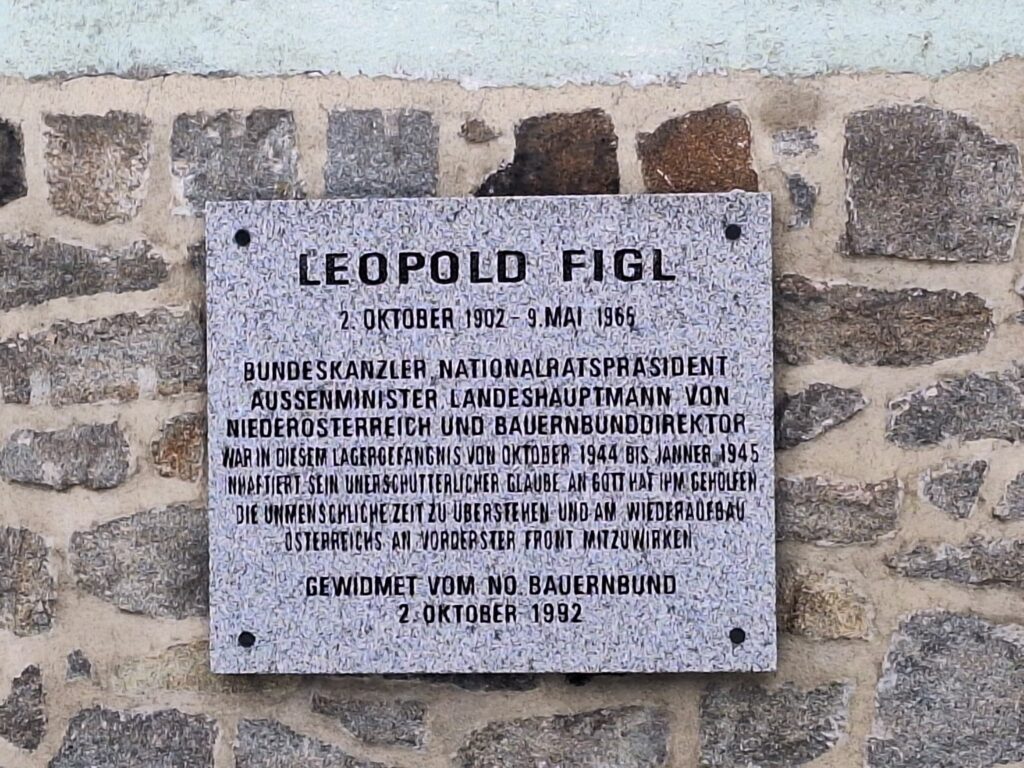 LEOPOLD FIGL
2. OKTOBER 1902 - 9. MAI 1965
BUNDESKANZLER NATIONALRATSPRÄSIDENT
AUSSENMINISTER LANDESHAUPTMANN VON
NIEDERÖSTERREICH UND BAUERNBUNDDIREKTOR
WAR IN DIESEM LAGERGEFÄNGNIS VON OKTOBER 1944 BIS JÄNNER 1945
INHAFTIERT SEIN UNERSCHÜTTERLICHER GLAUBE AN GOTT HAT IHM GEHOLFEN
DIE UNMENSCHLICHE ZEIT ZU ÜBERSTEHEN UND AM WIEDERAUFBAU
ÖSTERREICHS AN VORDERSTER FRONT MITZUWIRKEN
GEWIDMET VOM NÖ. BAUERNBUND
2. OKTOBER 1992